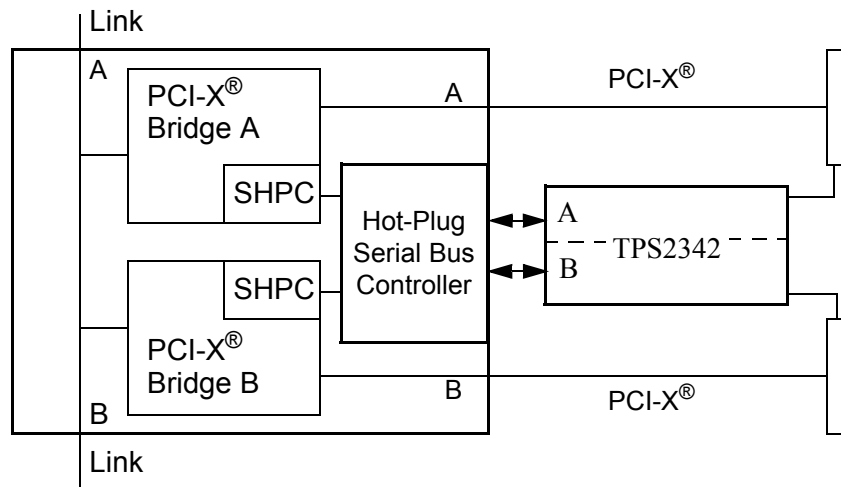 Link
A
PCI-X®
Bridge A
SHPC
A
PCI-X®
Hot-Plug
Serial Bus
Controller
A
TPS2342
B
SHPC
PCI-X®
Bridge B
B
B
PCI-X®
Link